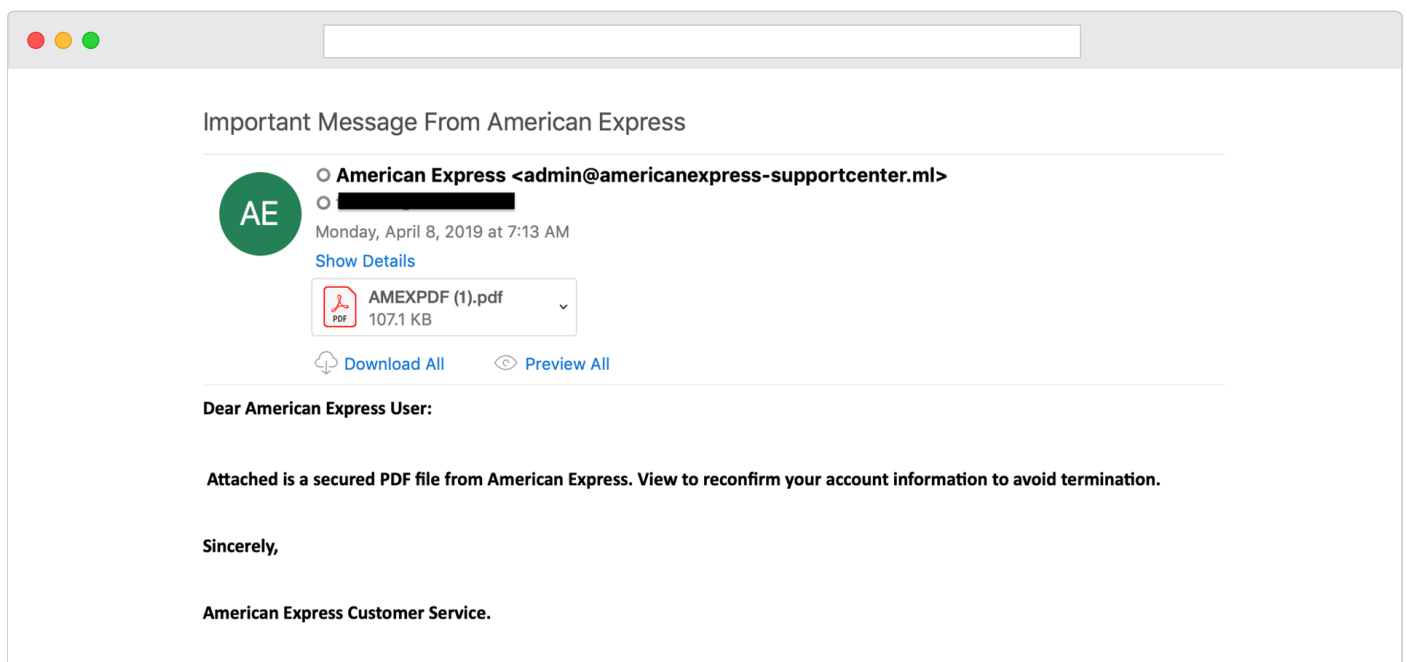 Important Message From American Express
American Express <admin@americanexpress-supportcenter.ml>
AE
Monday, April 8, 2019 at 7:13 AM
Show Details
AMEXPDF (1).pdf
PDF
107.1 KB
Download All Preview All
Dear American Express User:
Attached is a secured PDF file from American Express. View to reconfirm your account information to avoid termination.
Sincerely,
American Express Customer Service.